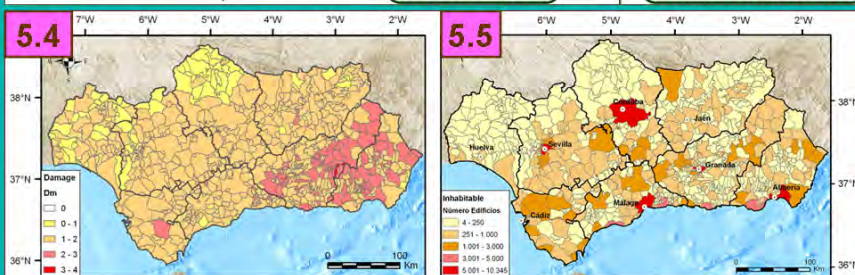 7°W 6°W 5°W 4°W 3°W 2°W
5.4
38°N
37°N
36°N
Damage
Dm
0
0 - 1
1 - 2
2 - 3
3 - 4
0 100
Km
5.5
6°W 5°W 4°W 3°W 2°W
Córdoba
Jaén
Huelva
Sevilla
Granada
Almería
Málaga
Cádiz
38°N
37°N
36°N
Inhabitable
Número Edificios
4 - 250
251 - 1.000
1.001 - 3.000
3.001 - 5.000
5.001 - 10.345
0 100
Km